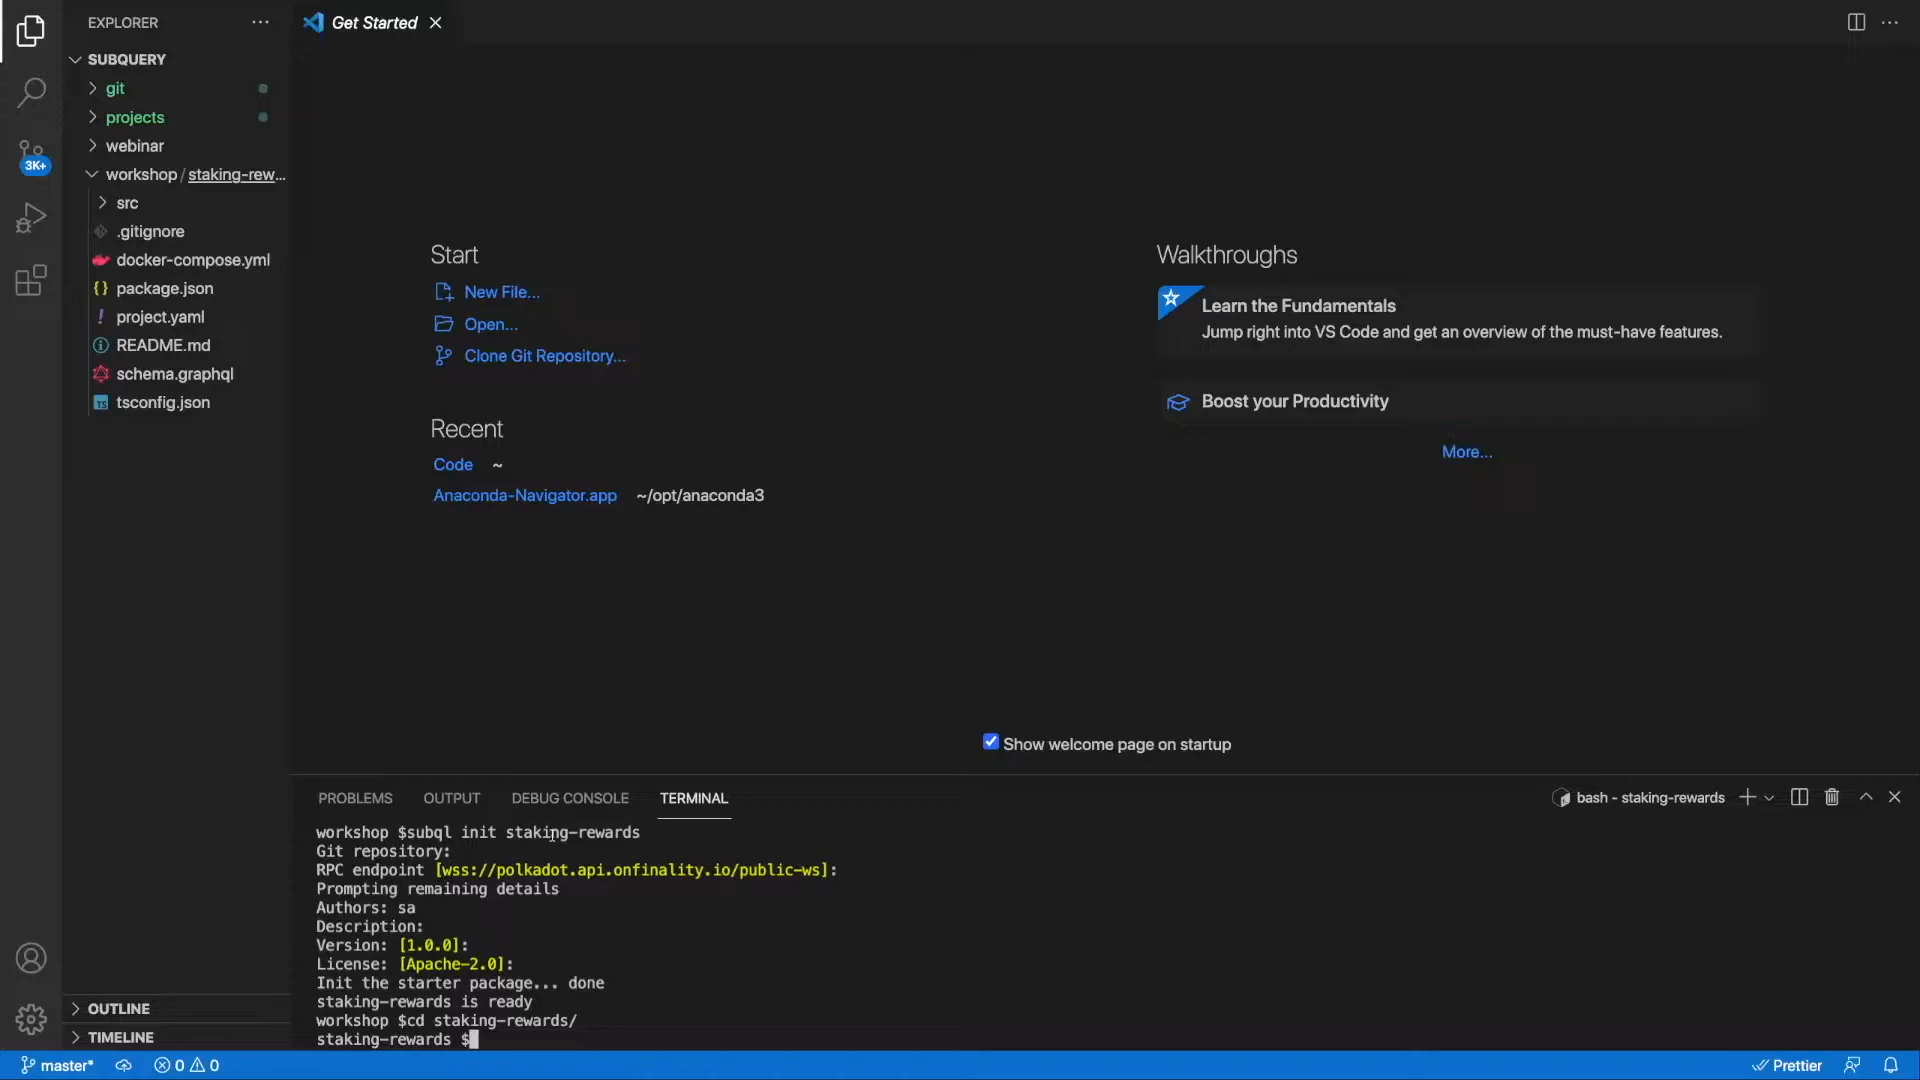 EXPLORER
SUBQUERY
git
projects
webinar
workshop / staking-rew...
src
.gitignore
docker-compose.yml
package.json
project.yaml
README.md
schema.graphql
tsconfig.json
OUTLINE
TIMELINE
3K+
Get Started
Start
New File...
Open...
Clone Git Repository...
Recent
Code ~
Anaconda-Navigator.app ~/opt/anaconda3
Walkthroughs
Learn the Fundamentals
Jump right into VS Code and get an overview of the must-have features.
Boost your Productivity
More...
Show welcome page on startup
PROBLEMS OUTPUT DEBUG CONSOLE TERMINAL
bash - staking-rewards
workshop $subql init staking-rewards
Git repository:
RPC endpoint [wss://polkadot.api.onfinality.io/public-ws]:
Prompting remaining details
Authors: sa
Description:
Version: [1.0.0]:
License: [Apache-2.0]:
Init the starter package... done
staking-rewards is ready
workshop $cd staking-rewards/
staking-rewards $
master* 0 0 Prettier